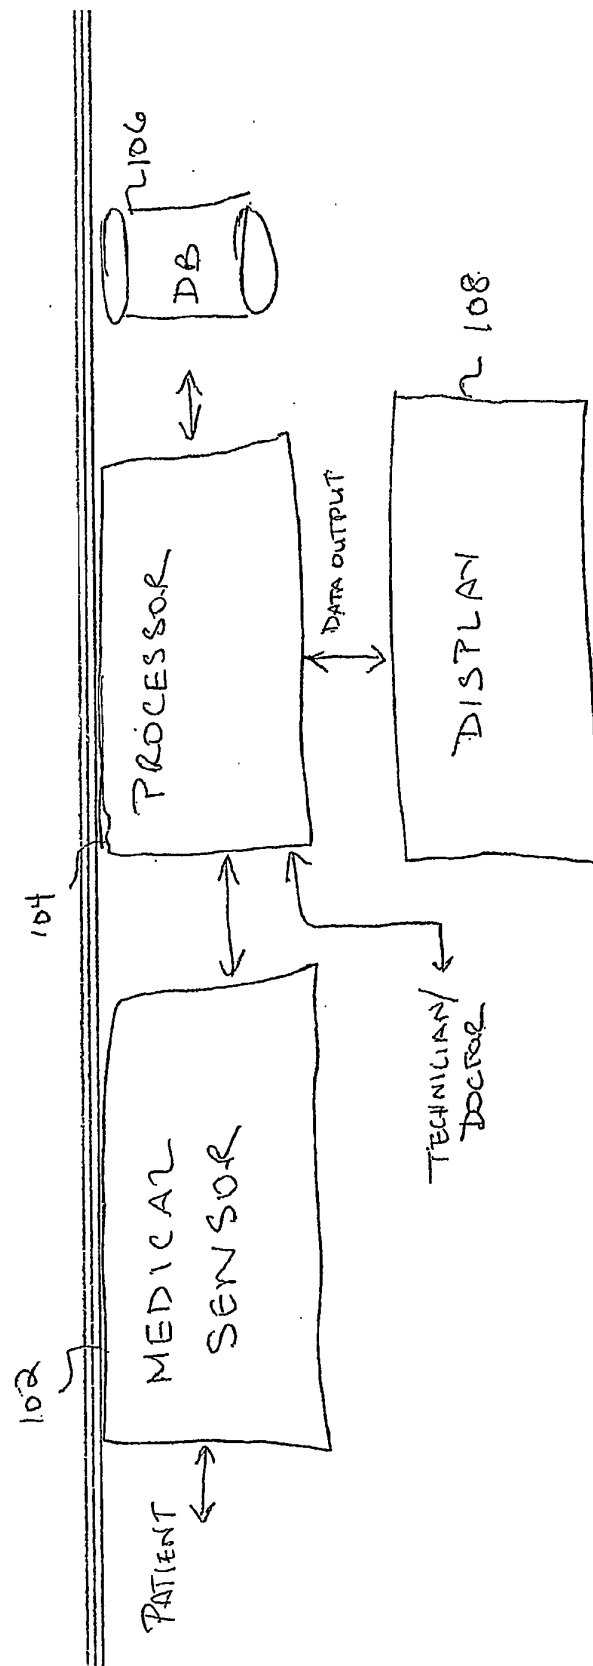 102
104
~106
PATIENT
MEDICAL
SENSOR
PROCESSOR
DB
DATA OUTPUT
TECHNICIAN/
DOCTOR
DISPLAY
108